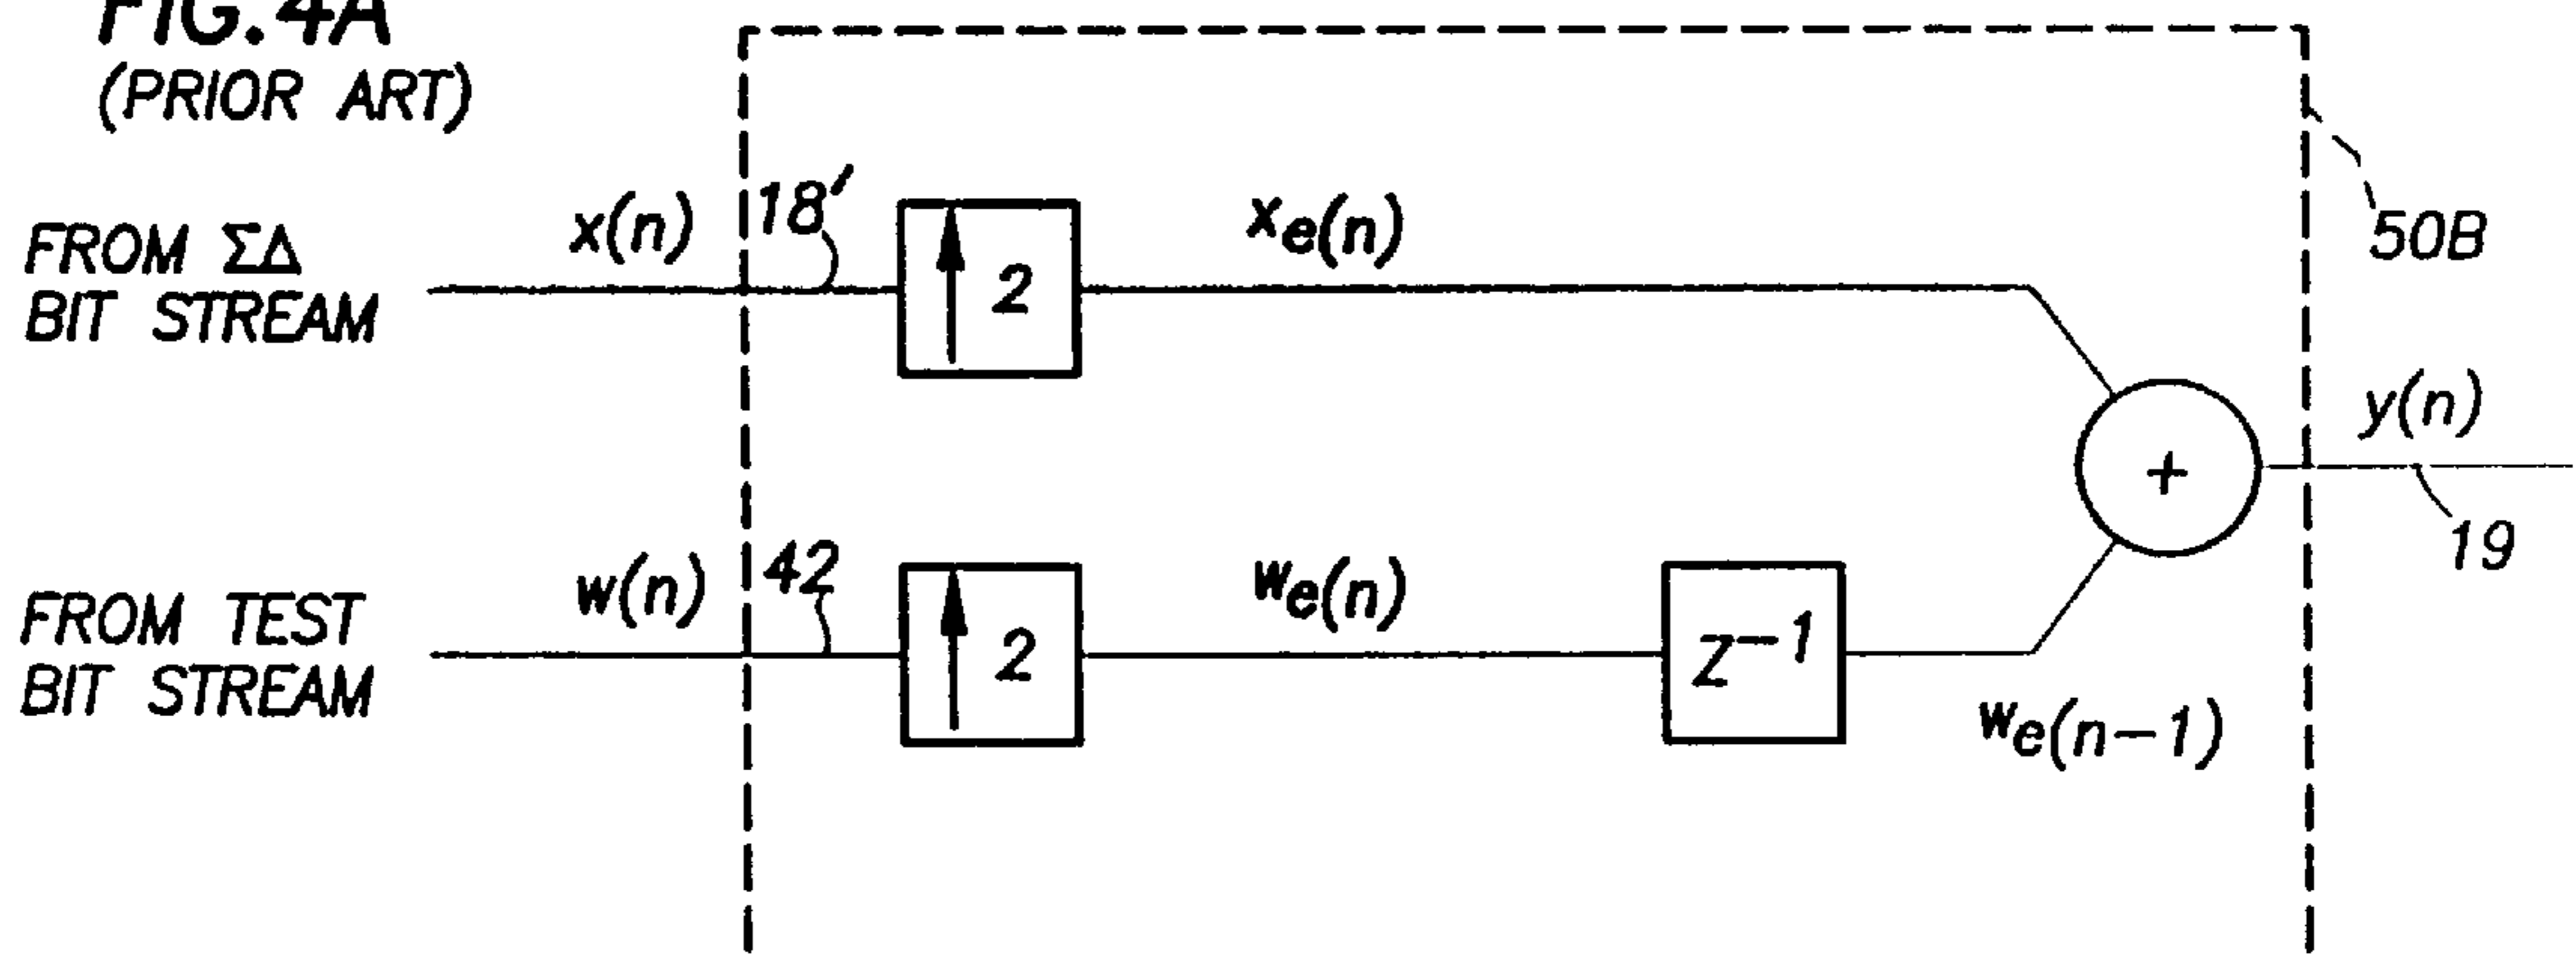 FIG.4A
(PRIOR ART)
FROM ΣΔ
BIT STREAM
x(n)
18'
2
xe(n)
50B
+
y(n)
19
FROM TEST
BIT STREAM
w(n)
42
2
we(n)
Z−1
we(n−1)